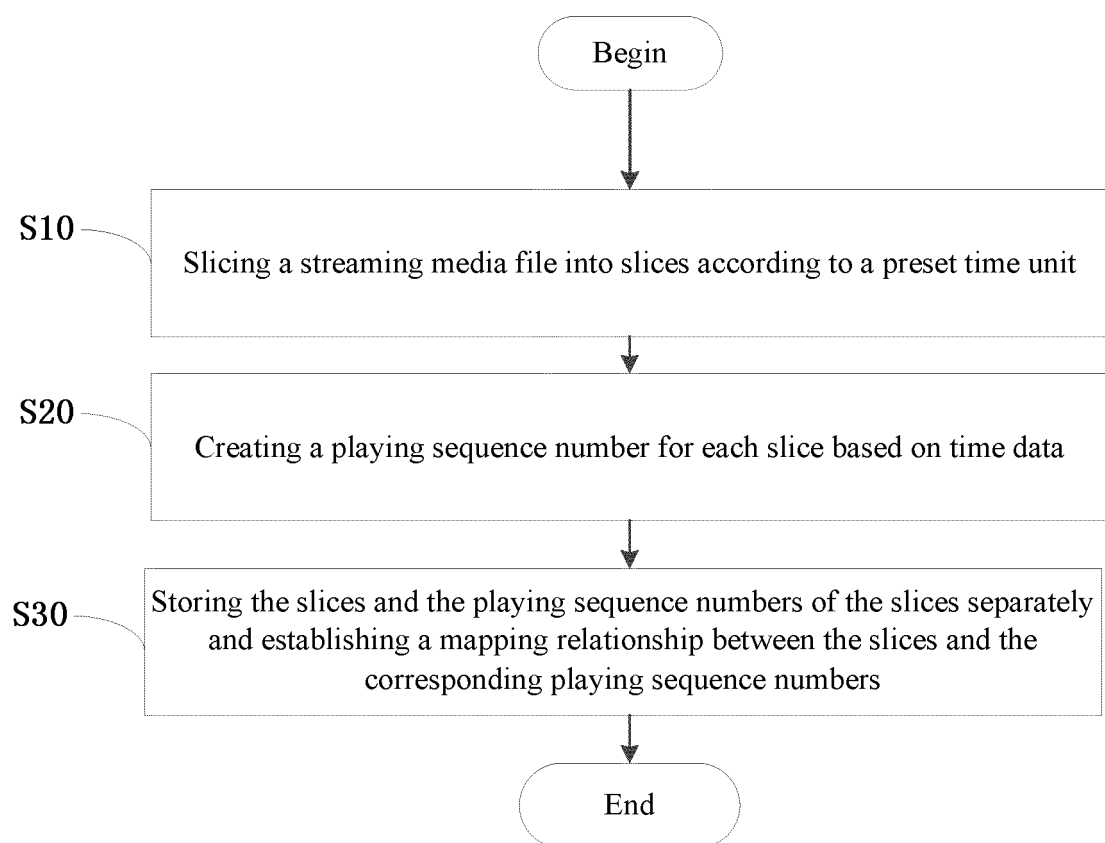 Begin
S10
Slicing a streaming media file into slices according to a preset time unit
S20
Creating a playing sequence number for each slice based on time data
S30
Storing the slices and the playing sequence numbers of the slices separately
and establishing a mapping relationship between the slices and the
corresponding playing sequence numbers
End